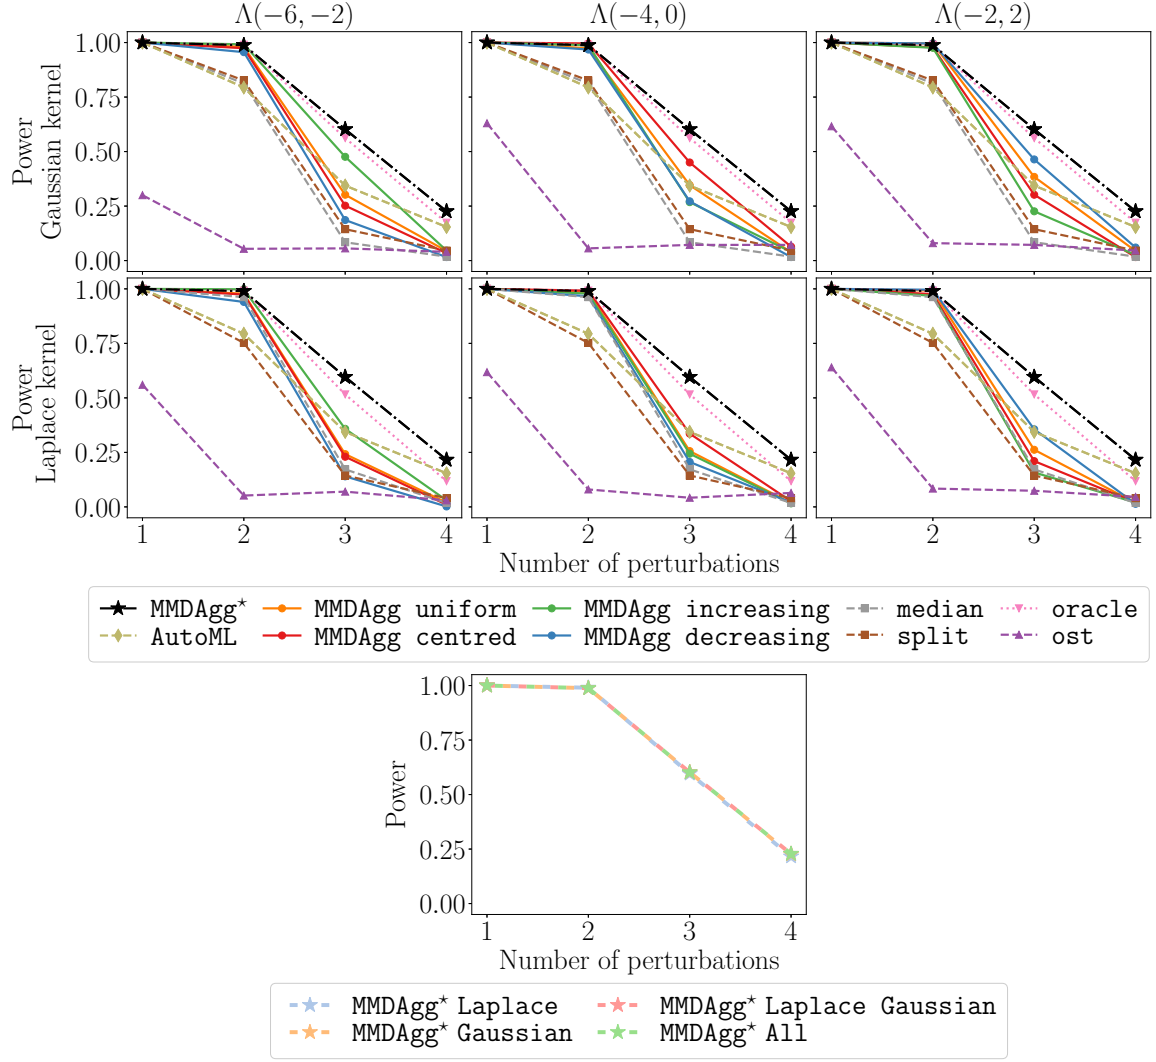 Λ(−6, −2) Λ(−4, 0) Λ(−2, 2)
Power
Gaussian kernel
1.00
0.75
0.50
0.25
0.00
Power
Laplace kernel
1.00
0.75
0.50
0.25
0.00
1 2 3 4 1 2 3 4 1 2 3 4
Number of perturbations
MMDAgg⋆ MMDAgg uniform MMDAgg increasing median oracle
AutoML MMDAgg centred MMDAgg decreasing split ost
Power
1.00
0.75
0.50
0.25
0.00
1 2 3 4
Number of perturbations
MMDAgg⋆ Laplace MMDAgg⋆ Laplace Gaussian
MMDAgg⋆ Gaussian MMDAgg⋆ All